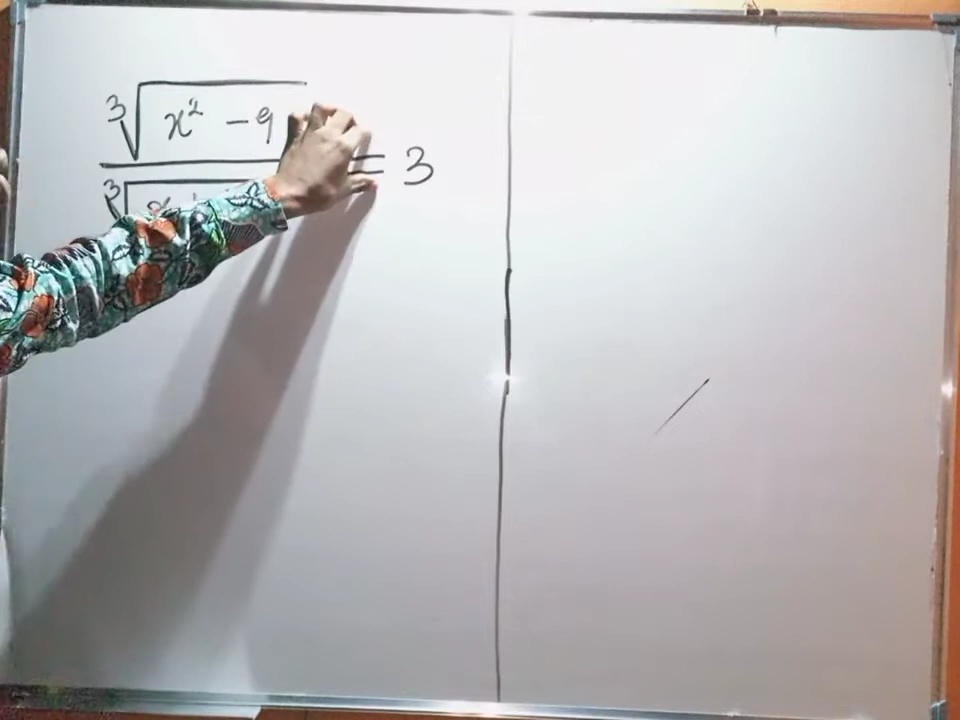 ∛(x² - 9) = 3
∛(x